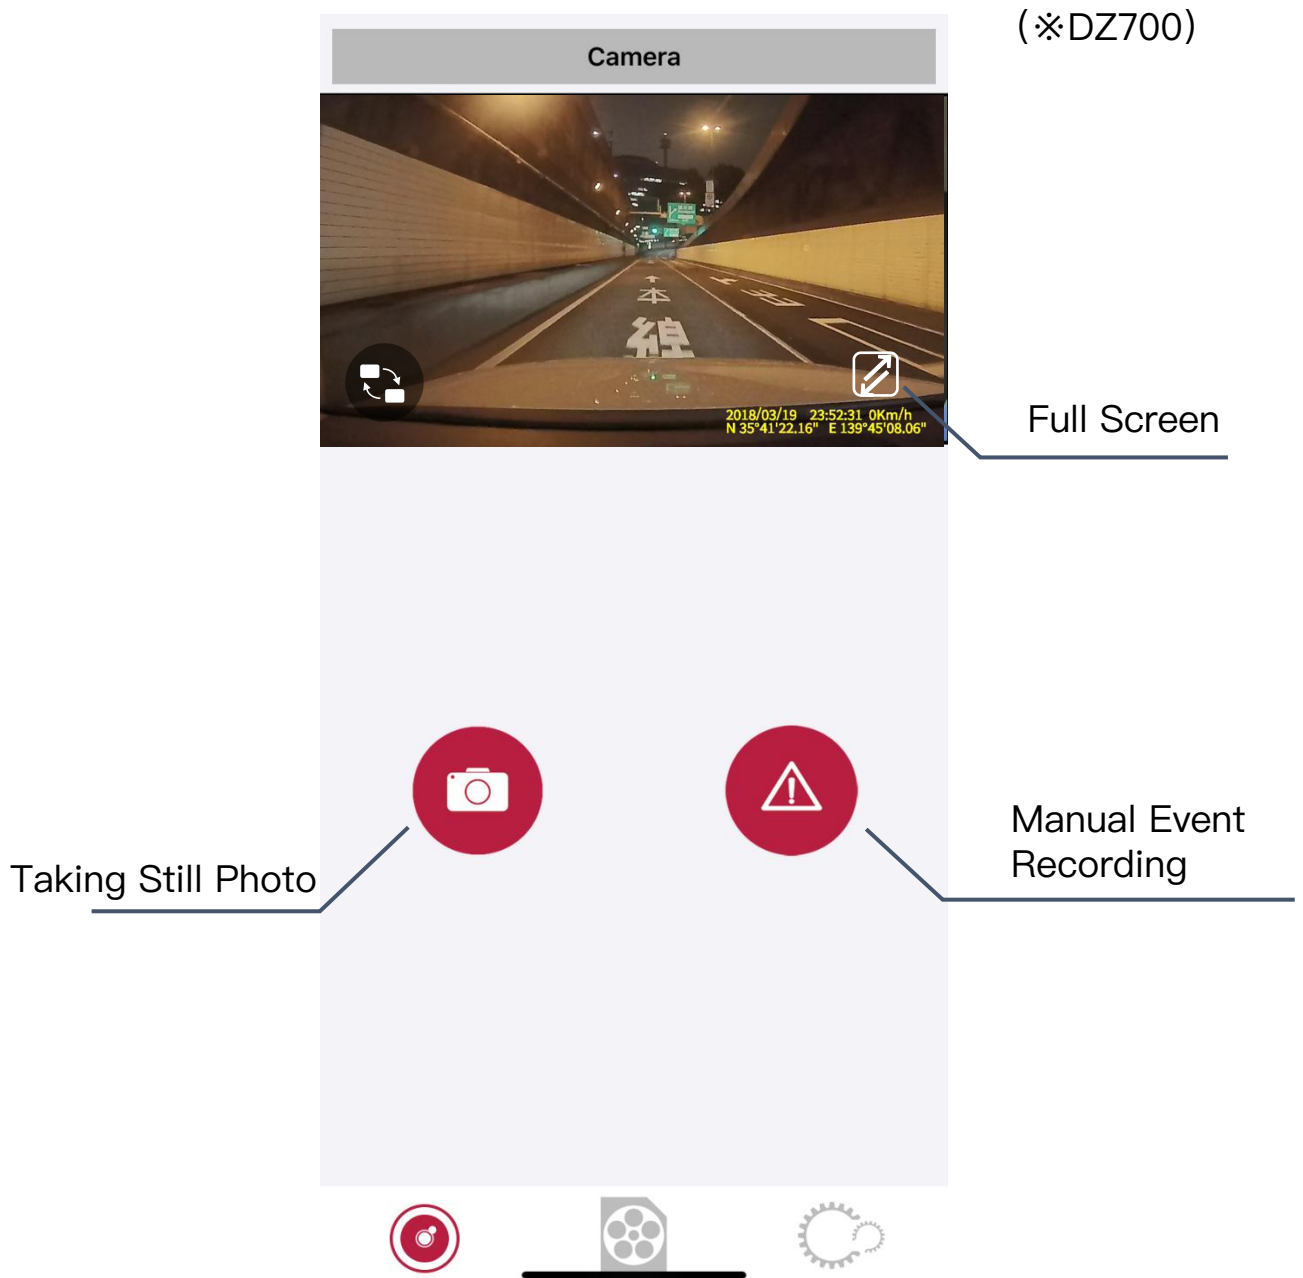 (※DZ700)
Camera
本
線
2018/03/19 23:52:31 0Km/h
N 35°41'22.16" E 139°45'08.06"
Full Screen
Taking Still Photo
Manual Event
Recording